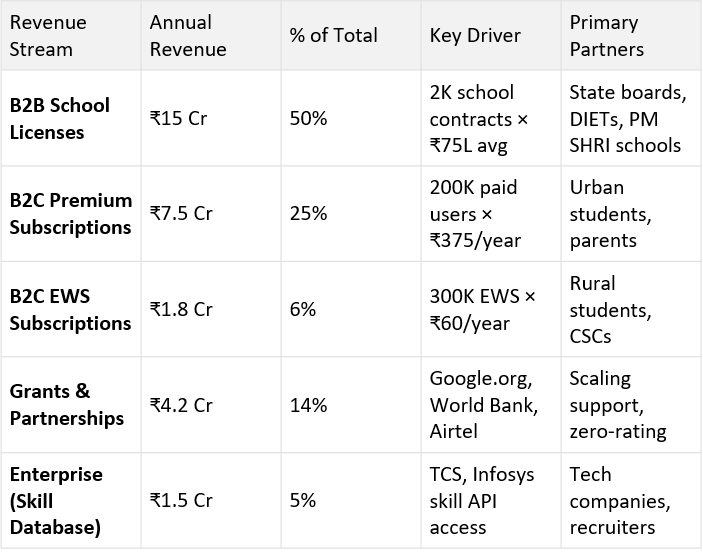 Revenue
Stream
Annual
Revenue
% of Total
Key Driver
Primary
Partners
B2B School
Licenses
₹15 Cr
50%
2K school
contracts ×
₹75L avg
State boards,
DIETs, PM
SHRI schools
B2C Premium
Subscriptions
₹7.5 Cr
25%
200K paid
users ×
₹375/year
Urban
students,
parents
B2C EWS
Subscriptions
₹1.8 Cr
6%
300K EWS ×
₹60/year
Rural
students,
CSCs
Grants &
Partnerships
₹4.2 Cr
14%
Google.org,
World Bank,
Airtel
Scaling
support,
zero-rating
Enterprise
(Skill
Database)
₹1.5 Cr
5%
TCS, Infosys
skill API
access
Tech
companies,
recruiters